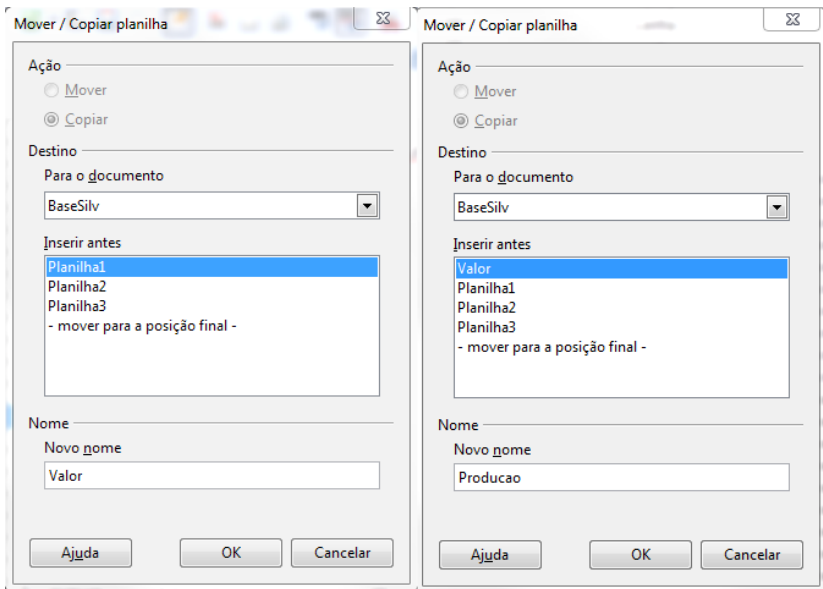 Mover / Copiar planilha
Ação
Mover
Copiar
Destino
Para o documento
BaseSilv
Inserir antes
Planilha1
Planilha2
Planilha3
- mover para a posição final -
Nome
Novo nome
Valor
Ajuda
OK
Cancelar
Mover / Copiar planilha
Ação
Mover
Copiar
Destino
Para o documento
BaseSilv
Inserir antes
Valor
Planilha1
Planilha2
Planilha3
- mover para a posição final -
Nome
Novo nome
Producao
Ajuda
OK
Cancelar